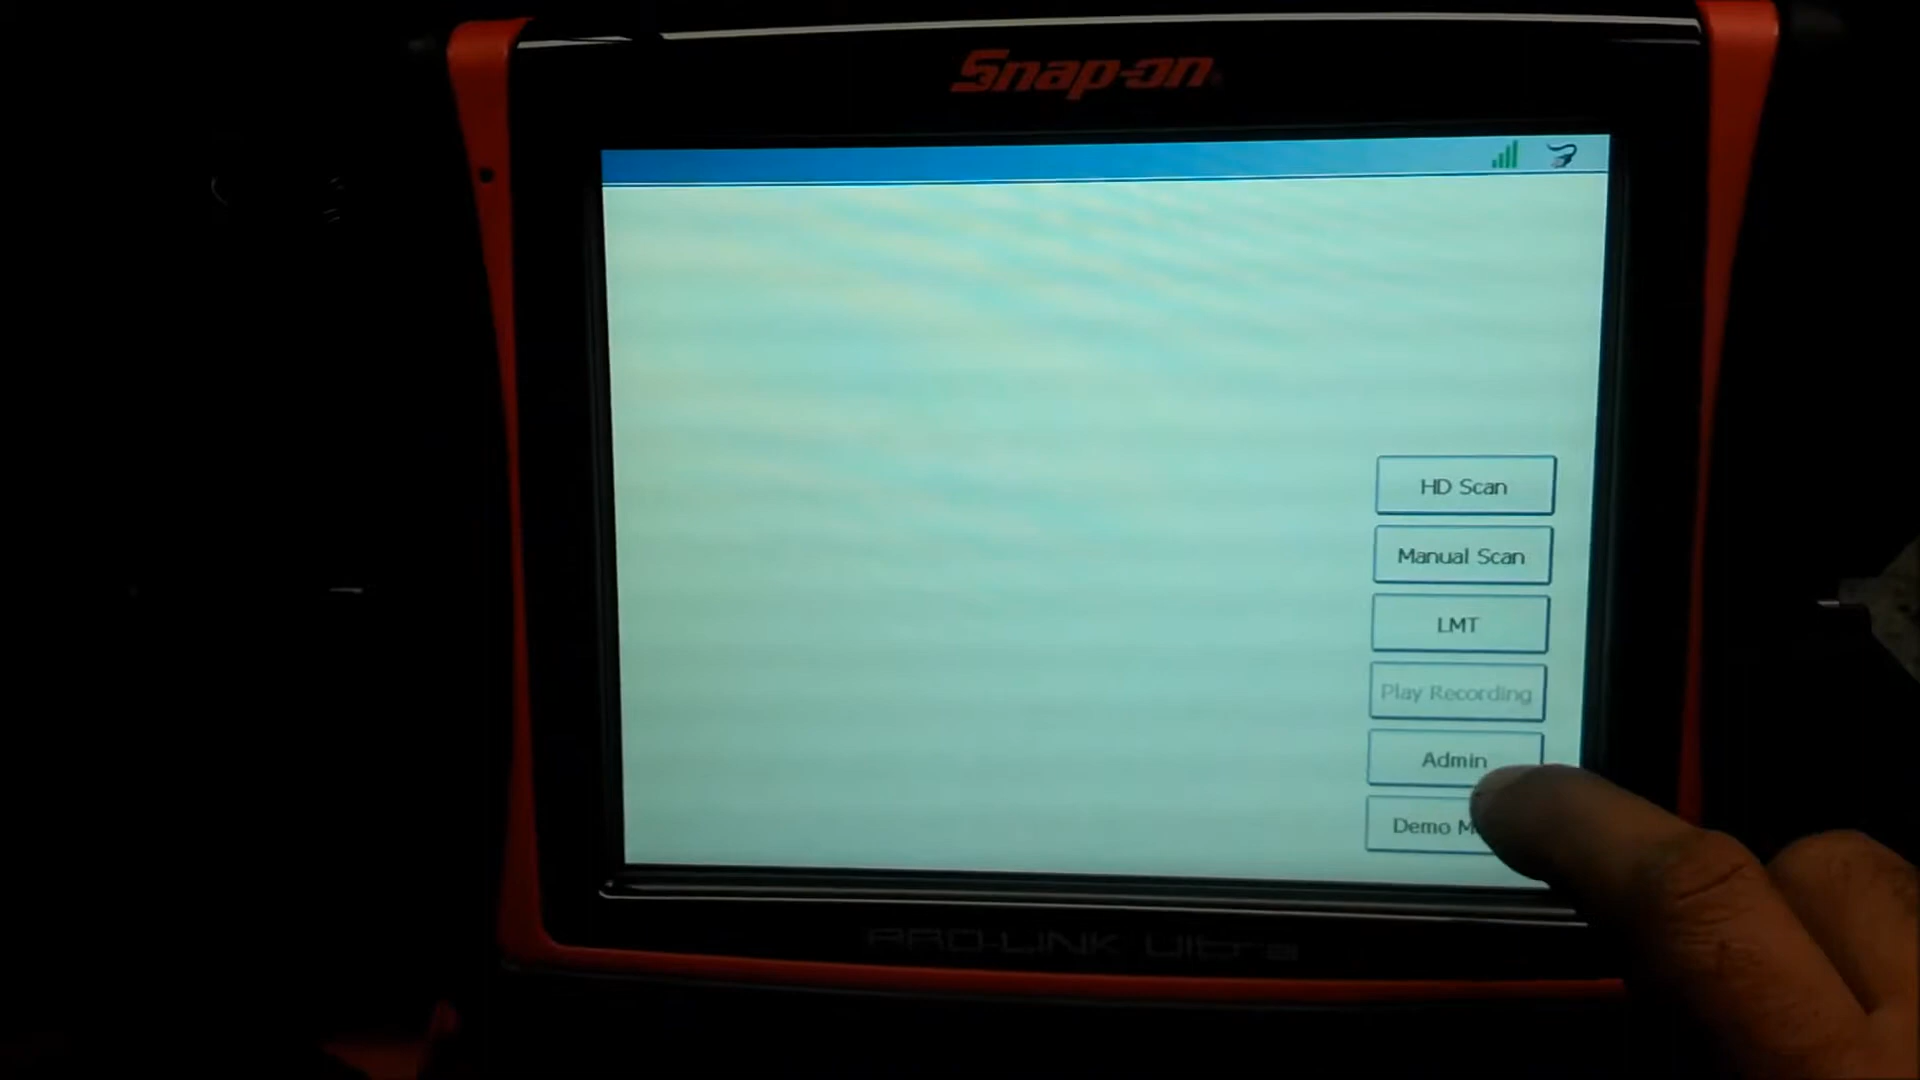 Snap-on
HD Scan
Manual Scan
LMT
Play Recording
Admin
Demo
PRO-LINK Ultra